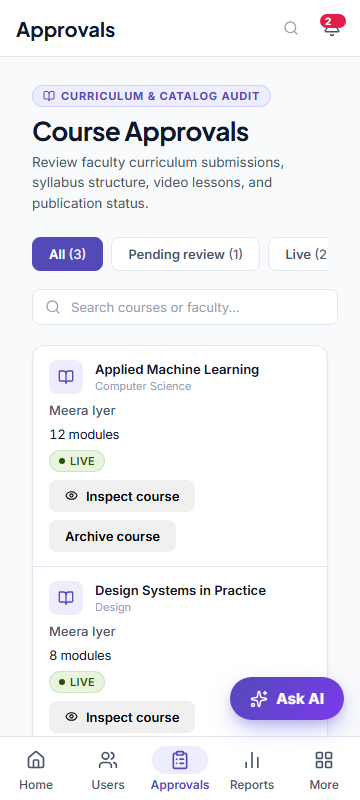 Approvals
2
CURRICULUM & CATALOG AUDIT
Course Approvals
Review faculty curriculum submissions,
syllabus structure, video lessons, and
publication status.
All (3)
Pending review (1)
Live (2
Search courses or faculty...
Applied Machine Learning
Computer Science
Meera Iyer
12 modules
LIVE
Inspect course
Archive course
Design Systems in Practice
Design
Meera Iyer
8 modules
LIVE
Inspect course
Ask AI
Home
Users
Approvals
Reports
More